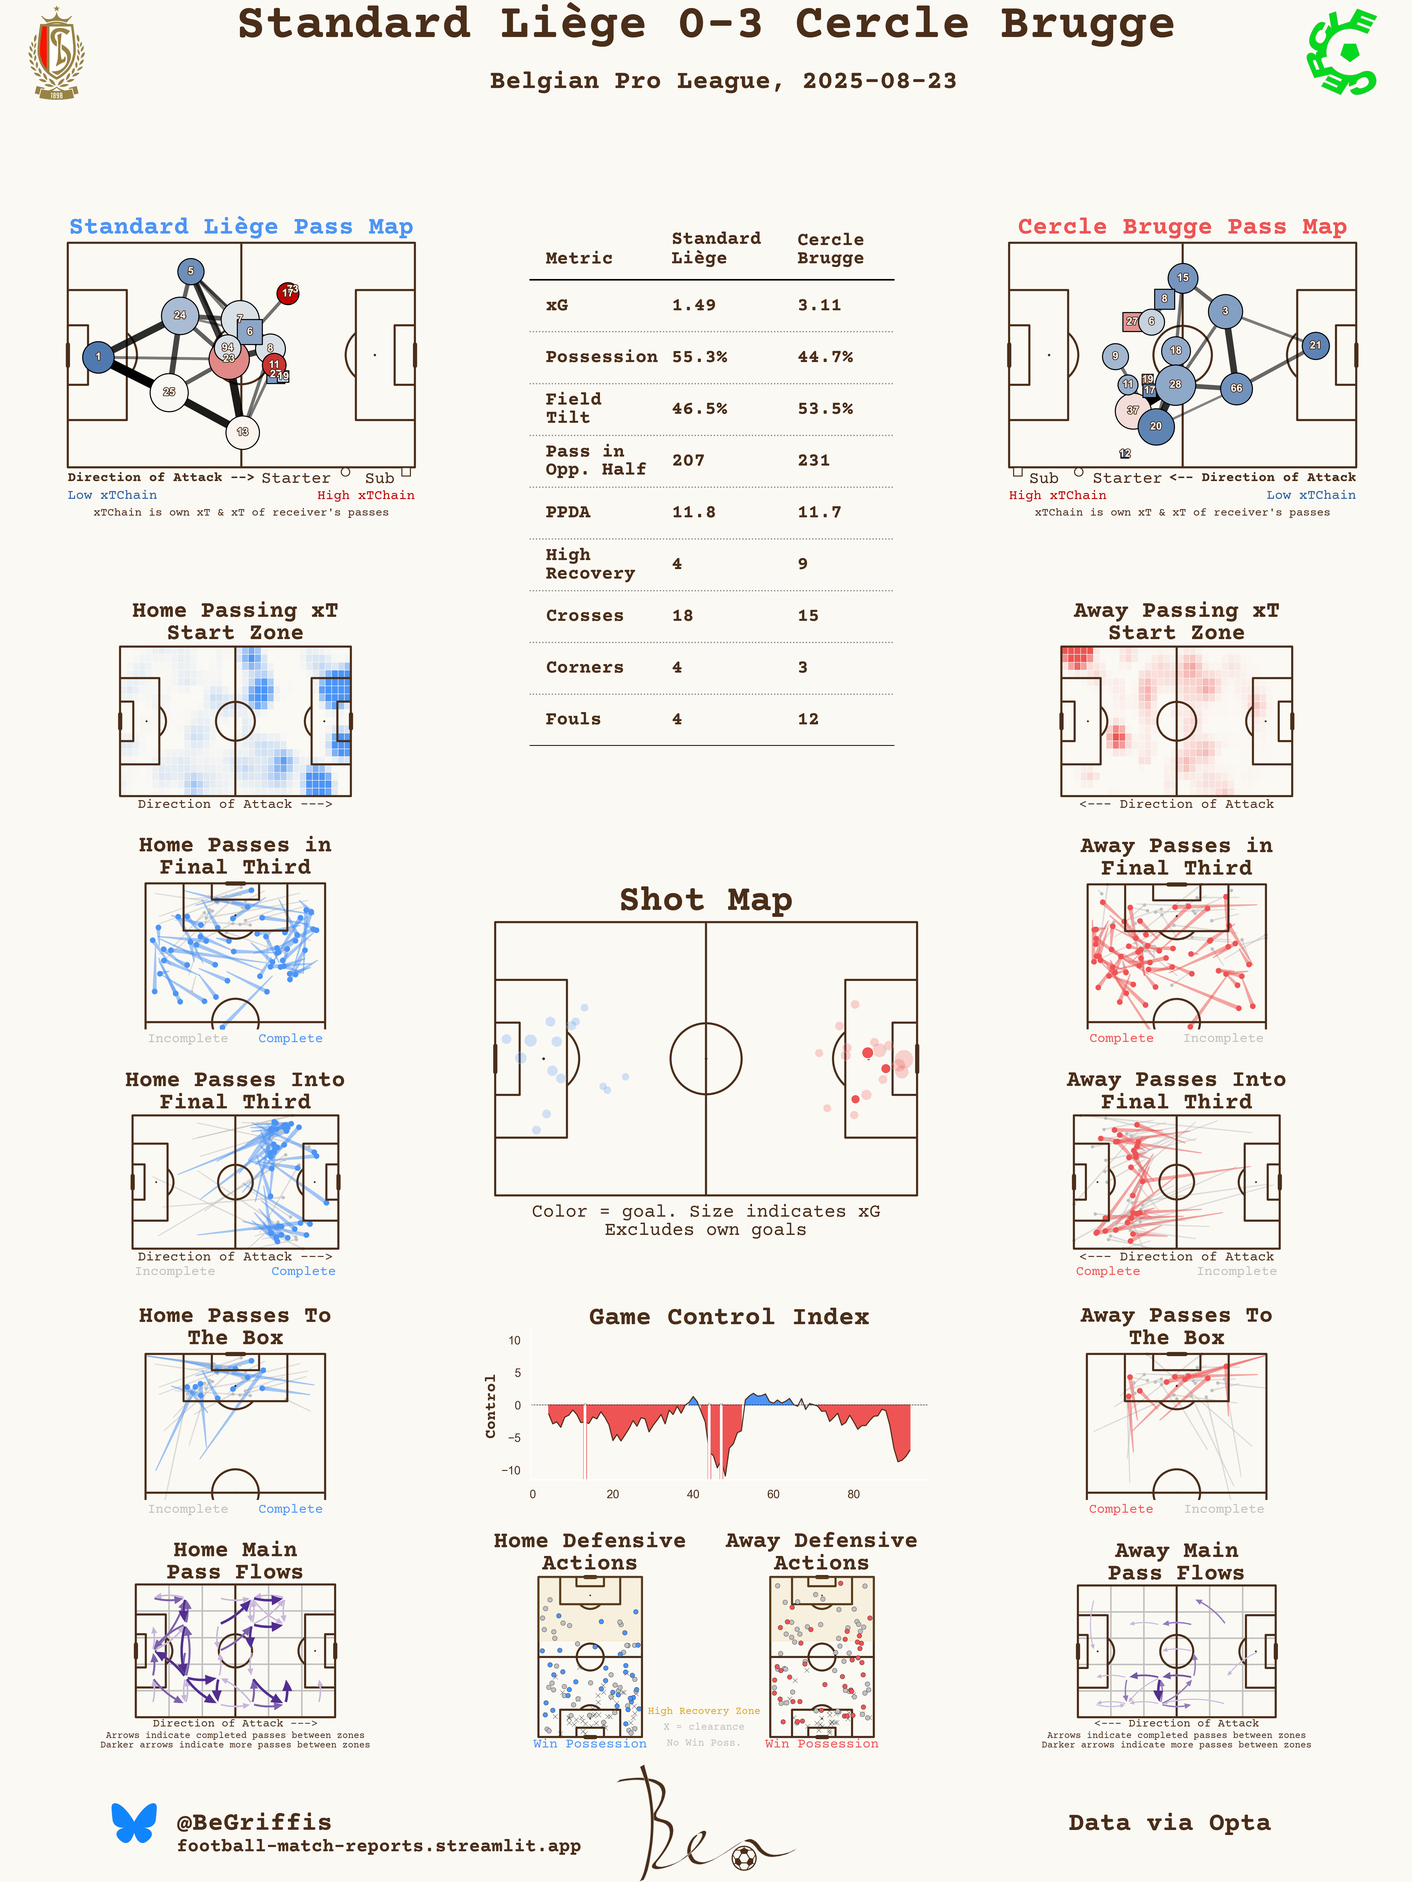 Standard Liège 0-3 Cercle Brugge
Belgian Pro League, 2025-08-23
1898
CERCLE
Standard Liège Pass Map
5
24
7
6
73
17
1
94
23
8
11
2
19
25
13
Direction of Attack --> Starter Sub
Low xTChain High xTChain
xTChain is own xT & xT of receiver's passes
Metric Standard Liège Cercle Brugge
xG 1.49 3.11
Possession 55.3% 44.7%
Field Tilt 46.5% 53.5%
Pass in Opp. Half 207 231
PPDA 11.8 11.7
High Recovery 4 9
Crosses 18 15
Corners 4 3
Fouls 4 12
Cercle Brugge Pass Map
15
8
3
27
6
21
18
9
19
11
17
28
66
37
20
12
Sub Starter <-- Direction of Attack
High xTChain Low xTChain
xTChain is own xT & xT of receiver's passes
Home Passing xT
Start Zone
Direction of Attack --->
Away Passing xT
Start Zone
<--- Direction of Attack
Home Passes in
Final Third
Incomplete Complete
Away Passes in
Final Third
Complete Incomplete
Shot Map
Color = goal. Size indicates xG
Excludes own goals
Home Passes Into
Final Third
Direction of Attack --->
Incomplete Complete
Away Passes Into
Final Third
<--- Direction of Attack
Complete Incomplete
Home Passes To
The Box
Incomplete Complete
Game Control Index
Control
10
5
0
−5
−10
0 20 40 60 80
Away Passes To
The Box
Complete Incomplete
Home Main
Pass Flows
Direction of Attack --->
Arrows indicate completed passes between zones
Darker arrows indicate more passes between zones
Home Defensive
Actions
Win Possession
High Recovery Zone
X = clearance
No Win Poss.
Away Defensive
Actions
Win Possession
Away Main
Pass Flows
<--- Direction of Attack
Arrows indicate completed passes between zones
Darker arrows indicate more passes between zones
@BeGriffis
football-match-reports.streamlit.app
Ben
Data via Opta